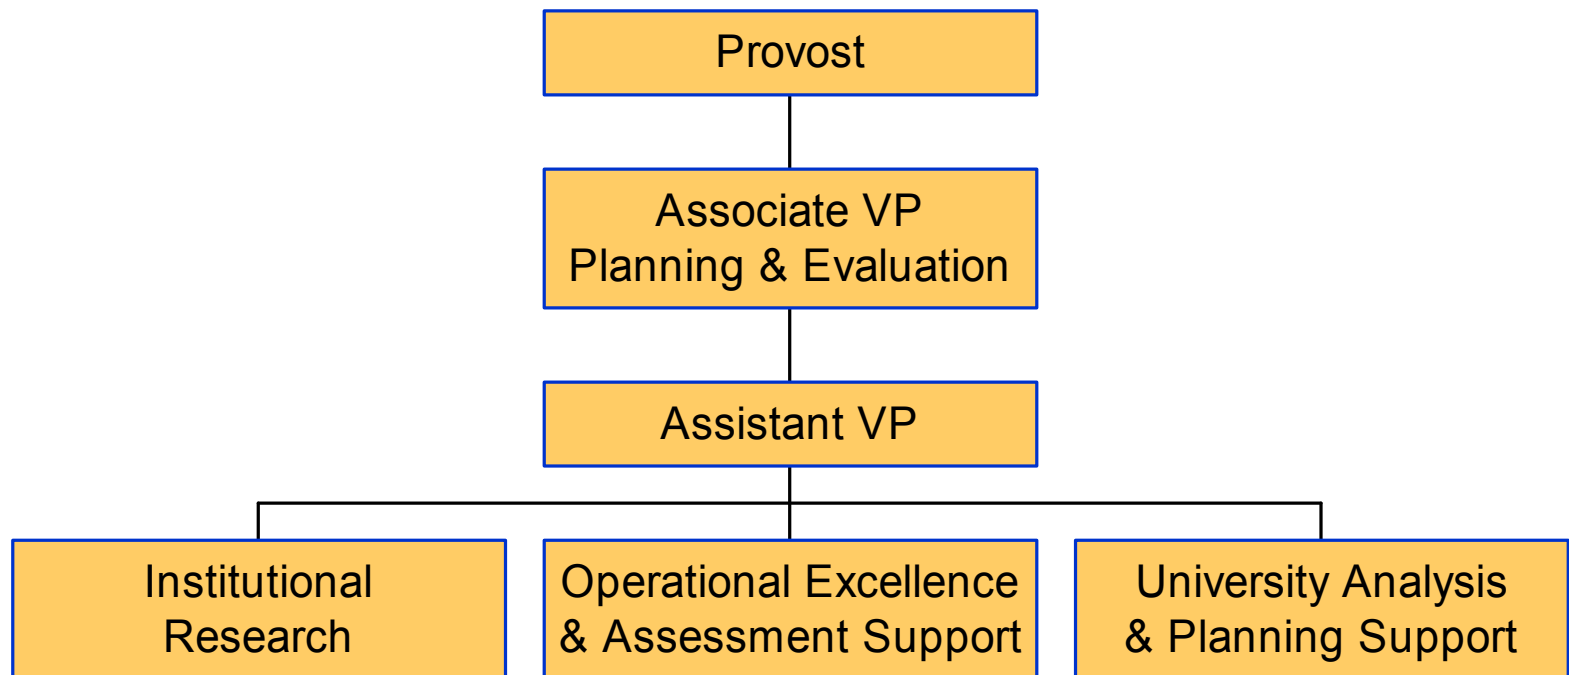 Provost
Associate VP
Planning & Evaluation
Assistant VP
Institutional
Research
Operational Excellence
& Assessment Support
University Analysis
& Planning Support